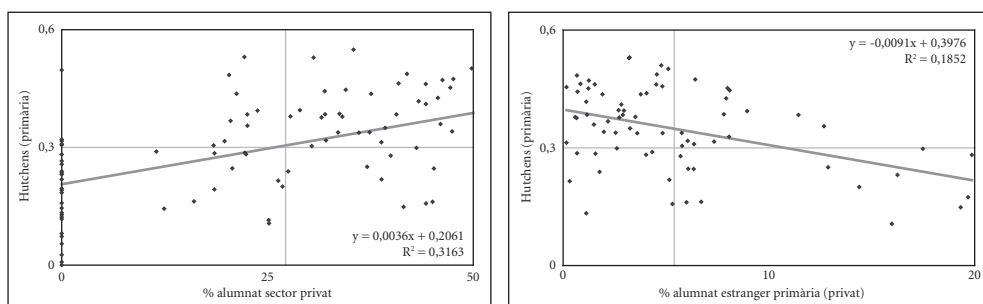 0,6
Hutchens (primària)
0,3
0
0
25
50
% alumnat sector privat
y = 0,0036x + 0,2061
R² = 0,3163
0,6
Hutchens (primària)
0,3
0
0
10
20
% alumnat estranger primària (privat)
y = -0,0091x + 0,3976
R² = 0,1852